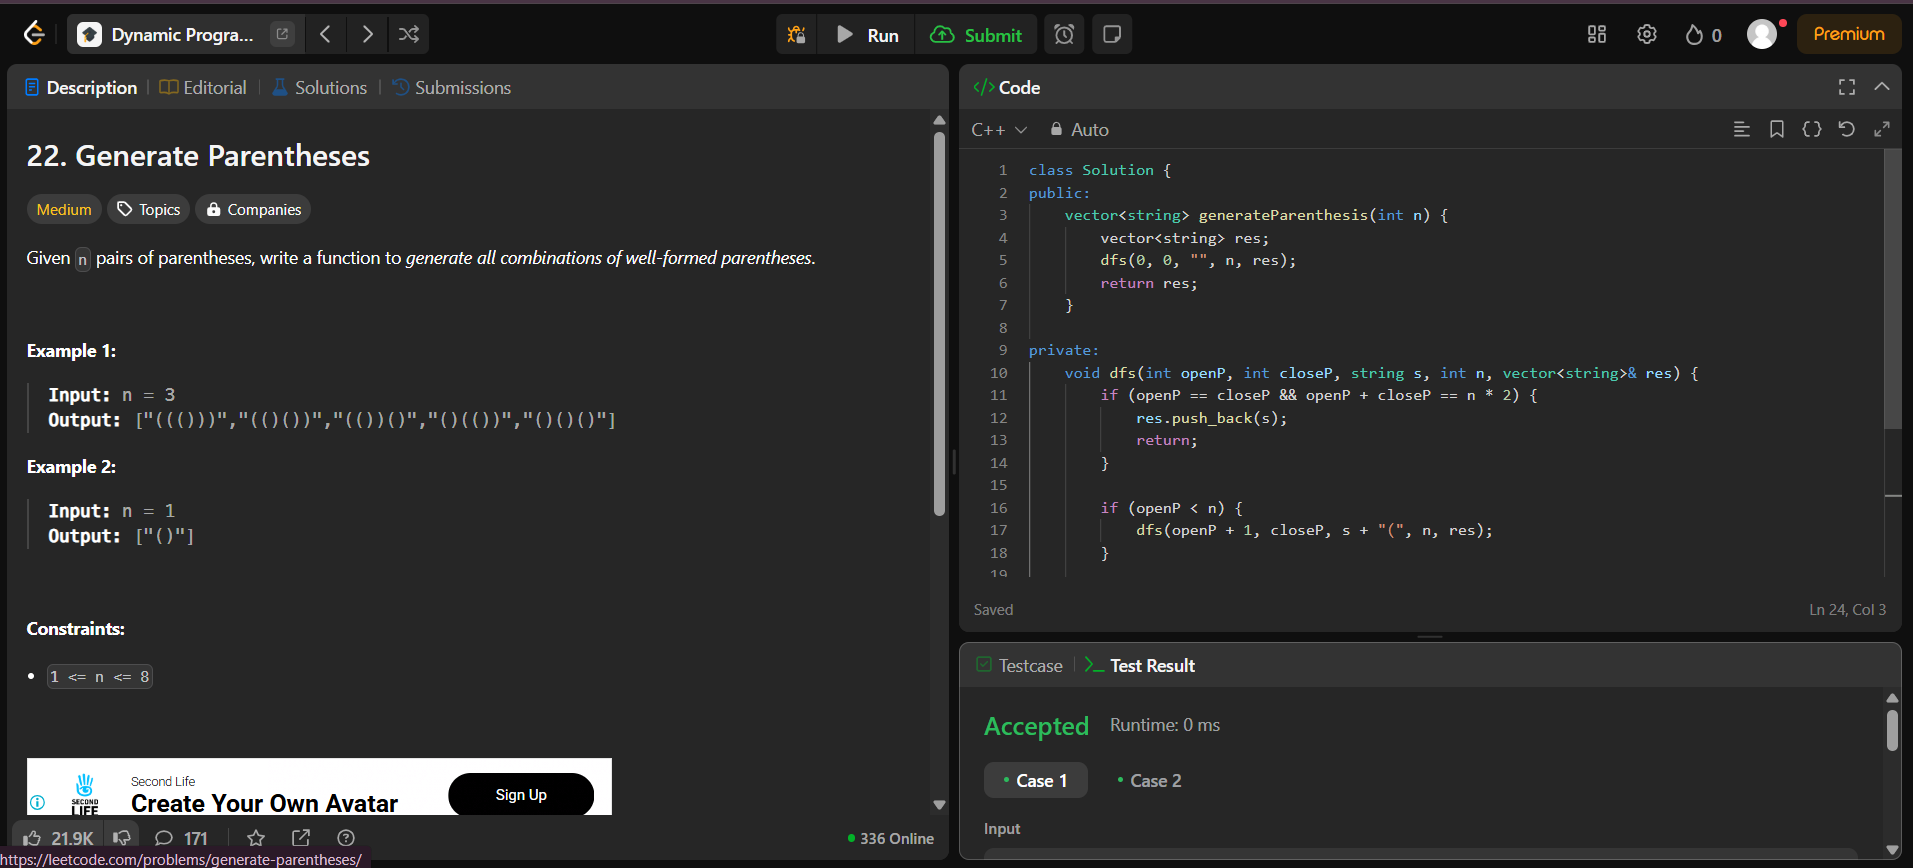 Dynamic Progra...
Run
Submit
0
Premium
Description
Editorial
Solutions
Submissions
22. Generate Parentheses
Medium
Topics
Companies
Given n pairs of parentheses, write a function to generate all combinations of well-formed parentheses.
Example 1:
Input: n = 3
Output: ["((()))","(()())","(())()","()(())","()()()"]
Example 2:
Input: n = 1
Output: ["()"]
Constraints:
1 <= n <= 8
Second Life
Create Your Own Avatar
Sign Up
SECOND
LIFE
21.9K
171
336 Online
https://leetcode.com/problems/generate-parentheses/
</> Code
C++
Auto
1 class Solution {
2 public:
3     vector<string> generateParenthesis(int n) {
4         vector<string> res;
5         dfs(0, 0, "", n, res);
6         return res;
7     }
8
9 private:
10     void dfs(int openP, int closeP, string s, int n, vector<string>& res) {
11         if (openP == closeP && openP + closeP == n * 2) {
12             res.push_back(s);
13             return;
14         }
15
16         if (openP < n) {
17             dfs(openP + 1, closeP, s + "(", n, res);
18         }
19
Saved
Ln 24, Col 3
Testcase
Test Result
Accepted
Runtime: 0 ms
Case 1
Case 2
Input